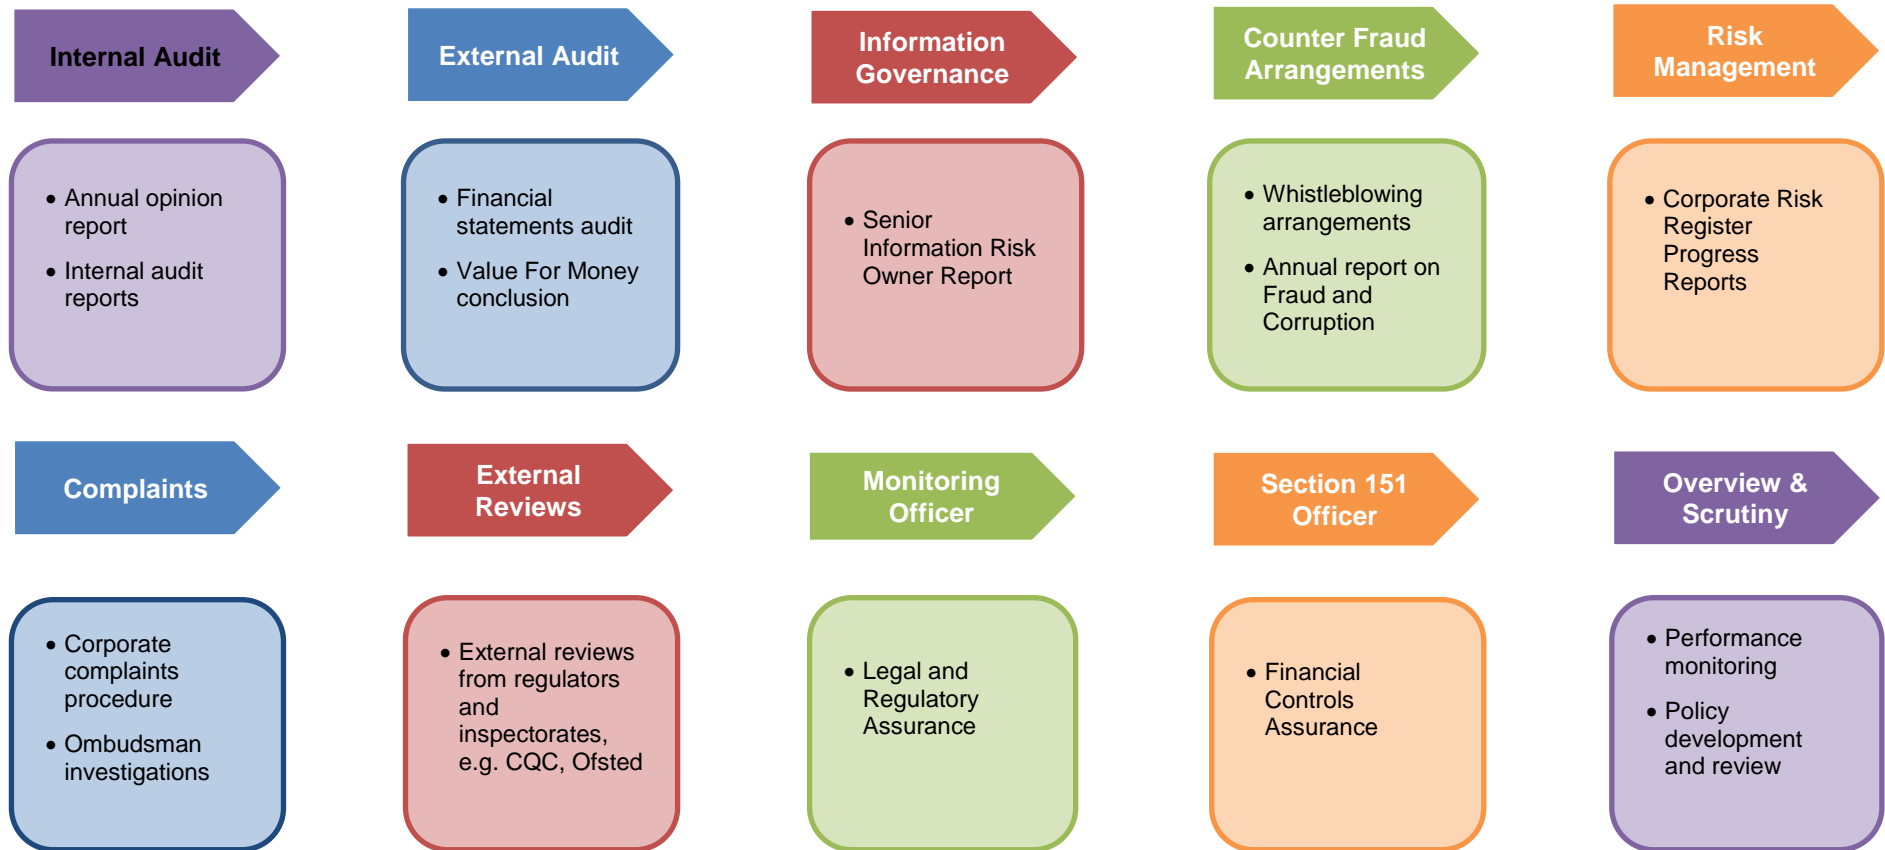 Internal Audit
External Audit
Information
Governance
Counter Fraud
Arrangements
Risk
Management
• Annual opinion
report
• Internal audit
reports
• Financial
statements audit
• Value For Money
conclusion
• Senior
Information Risk
Owner Report
• Whistleblowing
arrangements
• Annual report on
Fraud and
Corruption
• Corporate Risk
Register
Progress
Reports
Complaints
External
Reviews
Monitoring
Officer
Section 151
Officer
Overview &
Scrutiny
• Corporate
complaints
procedure
• Ombudsman
investigations
• External reviews
from regulators
and
inspectorates,
e.g. CQC, Ofsted
• Legal and
Regulatory
Assurance
• Financial
Controls
Assurance
• Performance
monitoring
• Policy
development
and review